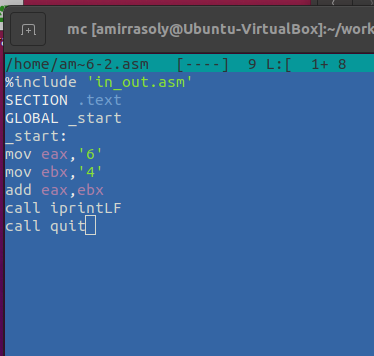 mc [amirrasoly@Ubuntu-VirtualBox]:~/work
/home/am~6-2.asm   [----]  9 L:[  1+ 8
%include 'in_out.asm'
SECTION .text
GLOBAL _start
_start:
mov eax,'6'
mov ebx,'4'
add eax,ebx
call iprintLF
call quit